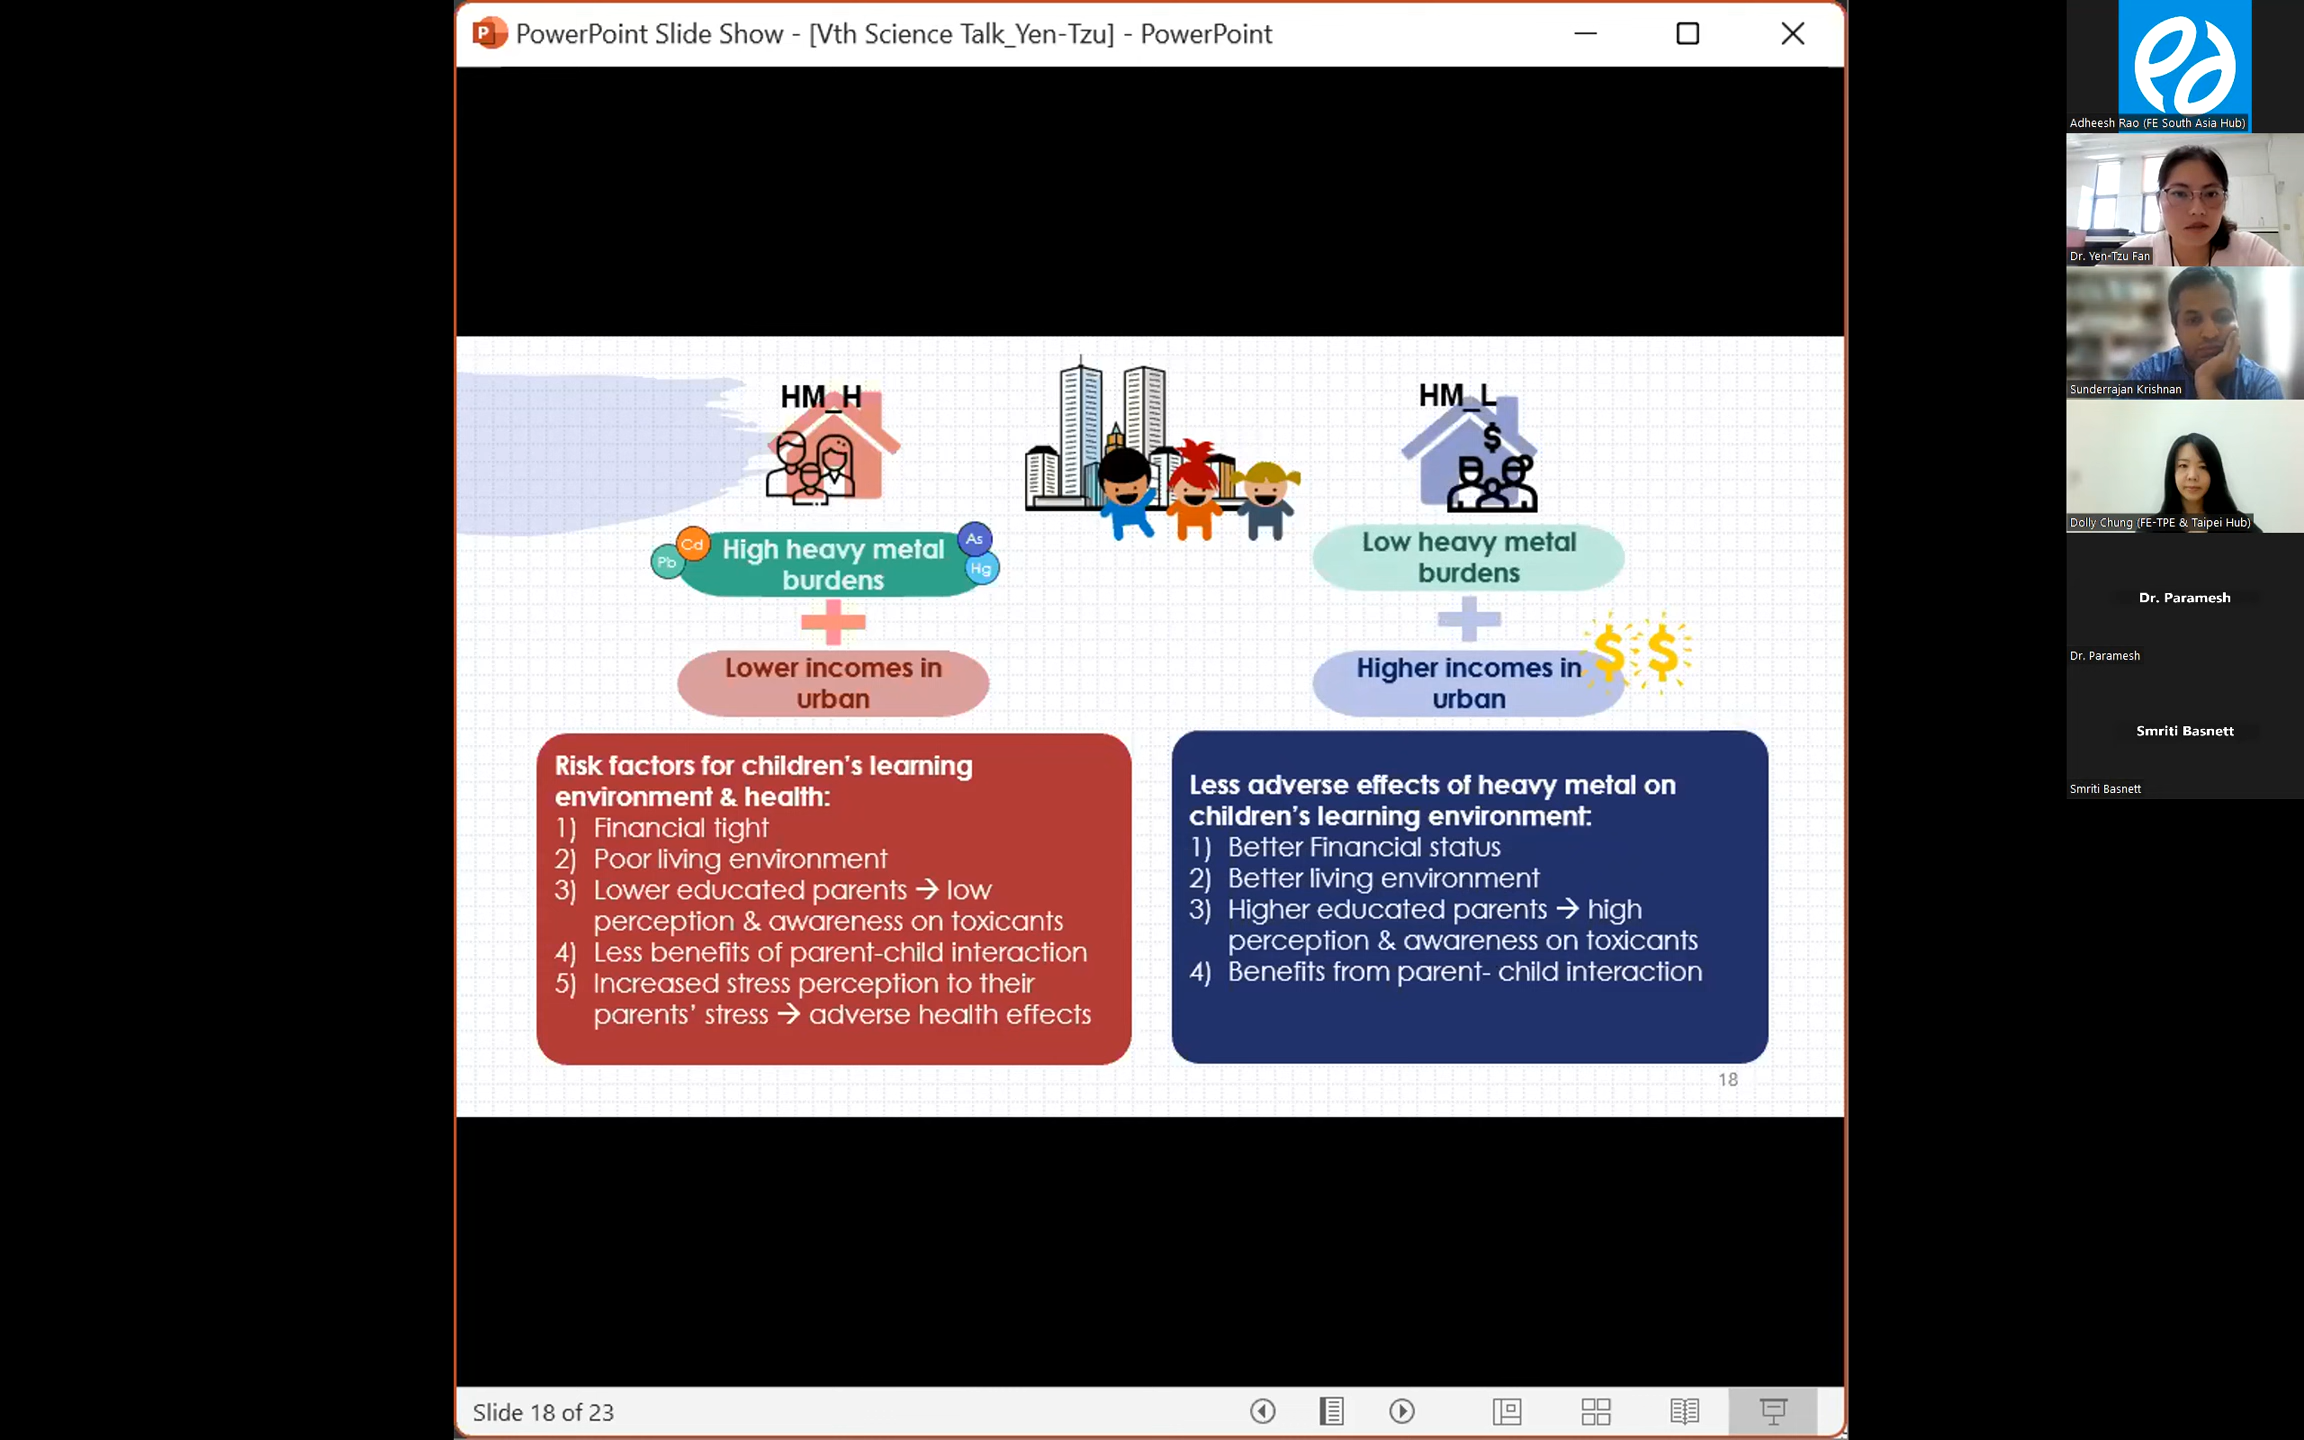 PowerPoint Slide Show - [Vth Science Talk_Yen-Tzu] - PowerPoint
HM_H
HM_L
$
Cd
Pb
As
Hg
High heavy metal
burdens
Low heavy metal
burdens
Lower incomes in
urban
Higher incomes in
urban
$ $
Risk factors for children's learning
environment & health:
1) Financial tight
2) Poor living environment
3) Lower educated parents → low
perception & awareness on toxicants
4) Less benefits of parent-child interaction
5) Increased stress perception to their
parents' stress → adverse health effects
Less adverse effects of heavy metal on
children's learning environment:
1) Better Financial status
2) Better living environment
3) Higher educated parents → high
perception & awareness on toxicants
4) Benefits from parent- child interaction
18
Slide 18 of 23
Adheesh Rao (FE South Asia Hub)
Dr. Yen-Tzu Fan
Sunderrajan Krishnan
Dolly Chung (FE-TPE & Taipei Hub)
Dr. Paramesh
Dr. Paramesh
Smriti Basnett
Smriti Basnett